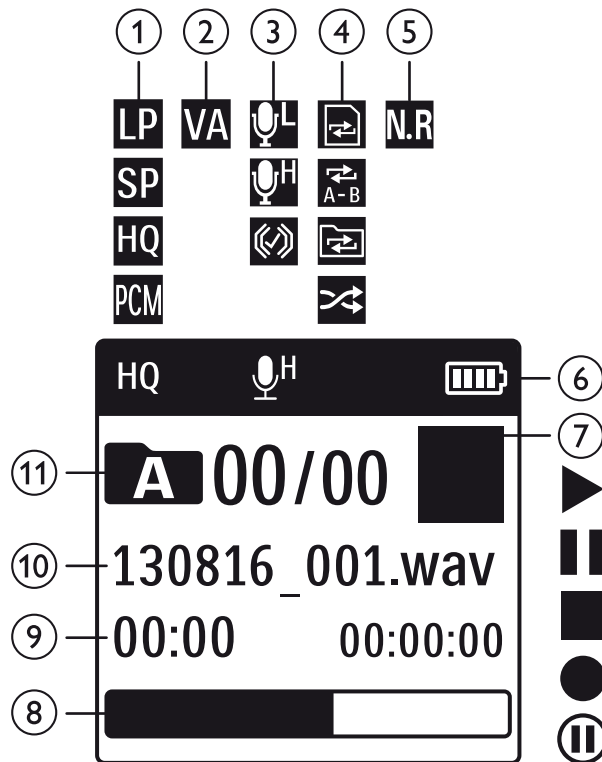 1 2 3 4 5
LP VA L N.R
SP H A-B
HQ
PCM
HQ H 6
7
11 A 00/00
10 130816_001.wav
9 00:00 00:00:00
8